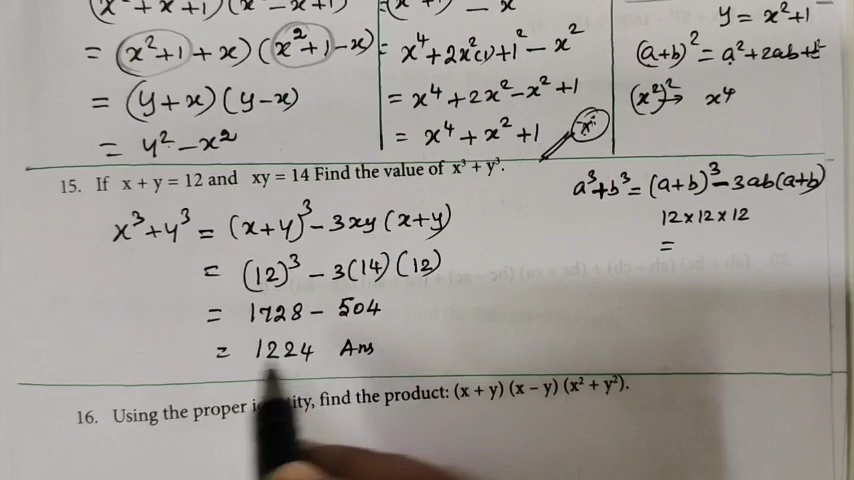 = (x²+1 + x) (x²+1 - x)
= (y+x) (y-x)
= y² - x²
= x⁴ + 2x²(1) + 1² - x²
= x⁴ + 2x² - x² + 1
= x⁴ + x² + 1
y = x²+1
(a+b)² = a² + 2ab + b²
(x²)² → x⁴
15. If x + y = 12 and xy = 14 Find the value of x³ + y³.
x³ + y³ = (x+y)³ - 3xy (x+y)
= (12)³ - 3(14) (12)
= 1728 - 504
= 1224 Ans
a³+b³ = (a+b)³ - 3ab(a+b)
12 × 12 × 12
=
16. Using the proper identity, find the product: (x + y) (x – y) (x² + y²).